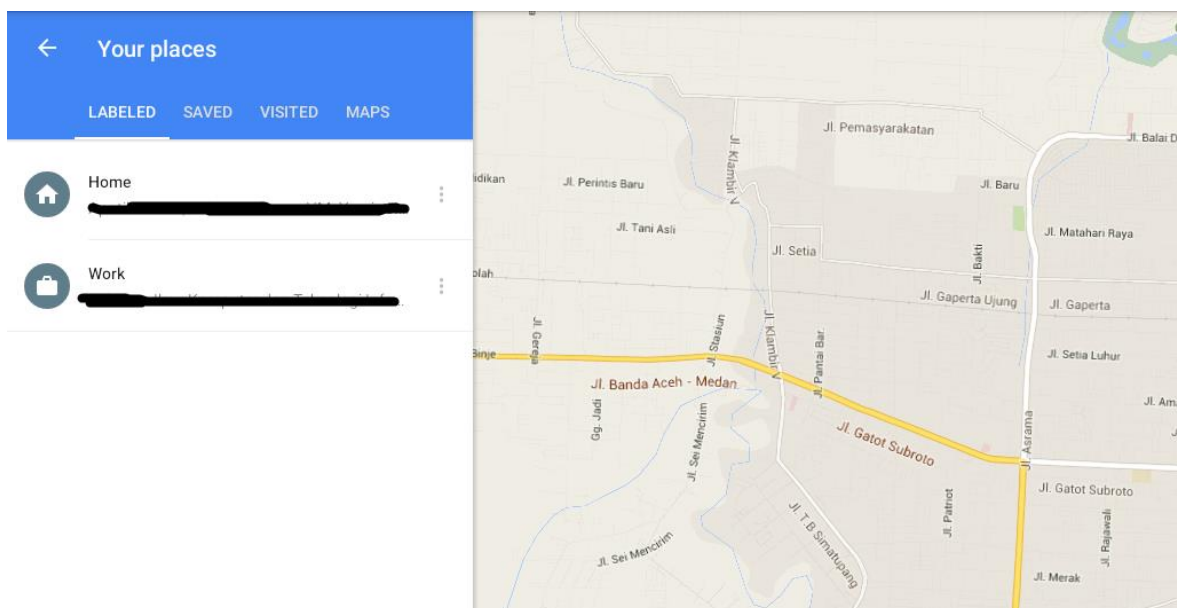 Your places
LABELED SAVED VISITED MAPS
Home
Work
Jl. Pemasyarakatan
Jl. Balai D
Jl. Klambir V
didikan
Jl. Perintis Baru
Jl. Baru
Jl. Tani Asli
Jl. Matahari Raya
Jl. Setia
Jl. Bakti
olah
Jl. Gaperta Ujung
Jl. Gaperta
Jl. Gereja
Jl. Stasiun
Jl. Klambir V
Jl. Pantai Bar.
Binje
Jl. Setia Luhur
Jl. Banda Aceh - Medan
Jl. Am
Gg. Jadi
Jl. Sei Mencirim
Jl. Gatot Subroto
Jl. Asrama
Jl. Gatot Subroto
Jl. Patriot
Jl. Rajawali
Jl. T.B Simatupang
Jl. Sei Mencirim
Jl. Merak